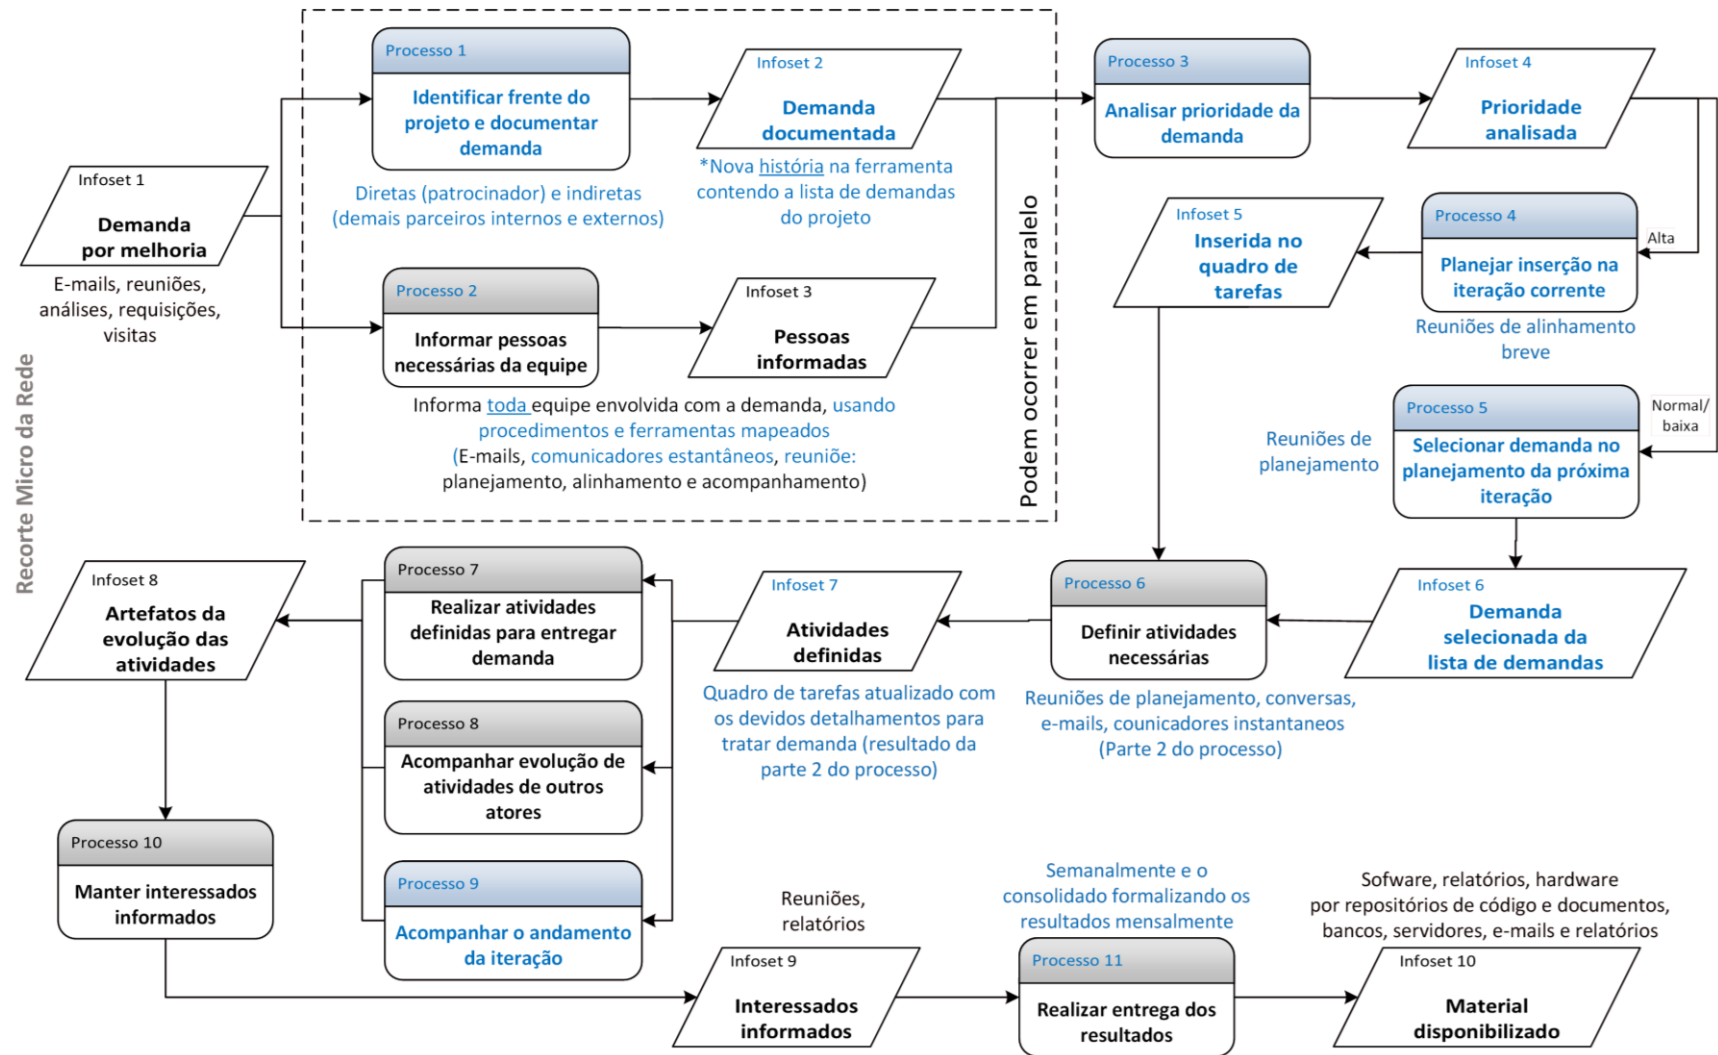 Recorte Micro da Rede
Infoset 1
Demanda
por melhoria
E-mails, reuniões,
análises, requisições,
visitas
Processo 1
Identificar frente do
projeto e documentar
demanda
Diretas (patrocinador) e indiretas
(demais parceiros internos e externos)
Infoset 2
Demanda
documentada
*Nova história na ferramenta
contendo a lista de demandas
do projeto
Processo 2
Informar pessoas
necessárias da equipe
Infoset 3
Pessoas
informadas
Informa toda equipe envolvida com a demanda, usando
procedimentos e ferramentas mapeados
(E-mails, comunicadores estantâneos, reuniõe:
planejamento, alinhamento e acompanhamento)
Podem ocorrer em paralelo
Processo 3
Analisar prioridade da
demanda
Infoset 4
Prioridade
analisada
Alta
Processo 4
Planejar inserção na
iteração corrente
Reuniões de alinhamento
breve
Infoset 5
Inserida no
quadro de
tarefas
Normal/
baixa
Processo 5
Selecionar demanda no
planejamento da próxima
iteração
Reuniões de
planejamento
Infoset 6
Demanda
selecionada da
lista de demandas
Processo 6
Definir atividades
necessárias
Reuniões de planejamento, conversas,
e-mails, counicadores instantaneos
(Parte 2 do processo)
Infoset 7
Atividades
definidas
Quadro de tarefas atualizado com
os devidos detalhamentos para
tratar demanda (resultado da
parte 2 do processo)
Processo 7
Realizar atividades
definidas para entregar
demanda
Processo 8
Acompanhar evolução de
atividades de outros
atores
Processo 9
Acompanhar o andamento
da iteração
Infoset 8
Artefatos da
evolução das
atividades
Processo 10
Manter interessados
informados
Reuniões,
relatórios
Infoset 9
Interessados
informados
Semanalmente e o
consolidado formalizando os
resultados mensalmente
Processo 11
Realizar entrega dos
resultados
Sofware, relatórios, hardware
por repositórios de código e documentos,
bancos, servidores, e-mails e relatórios
Infoset 10
Material
disponibilizado